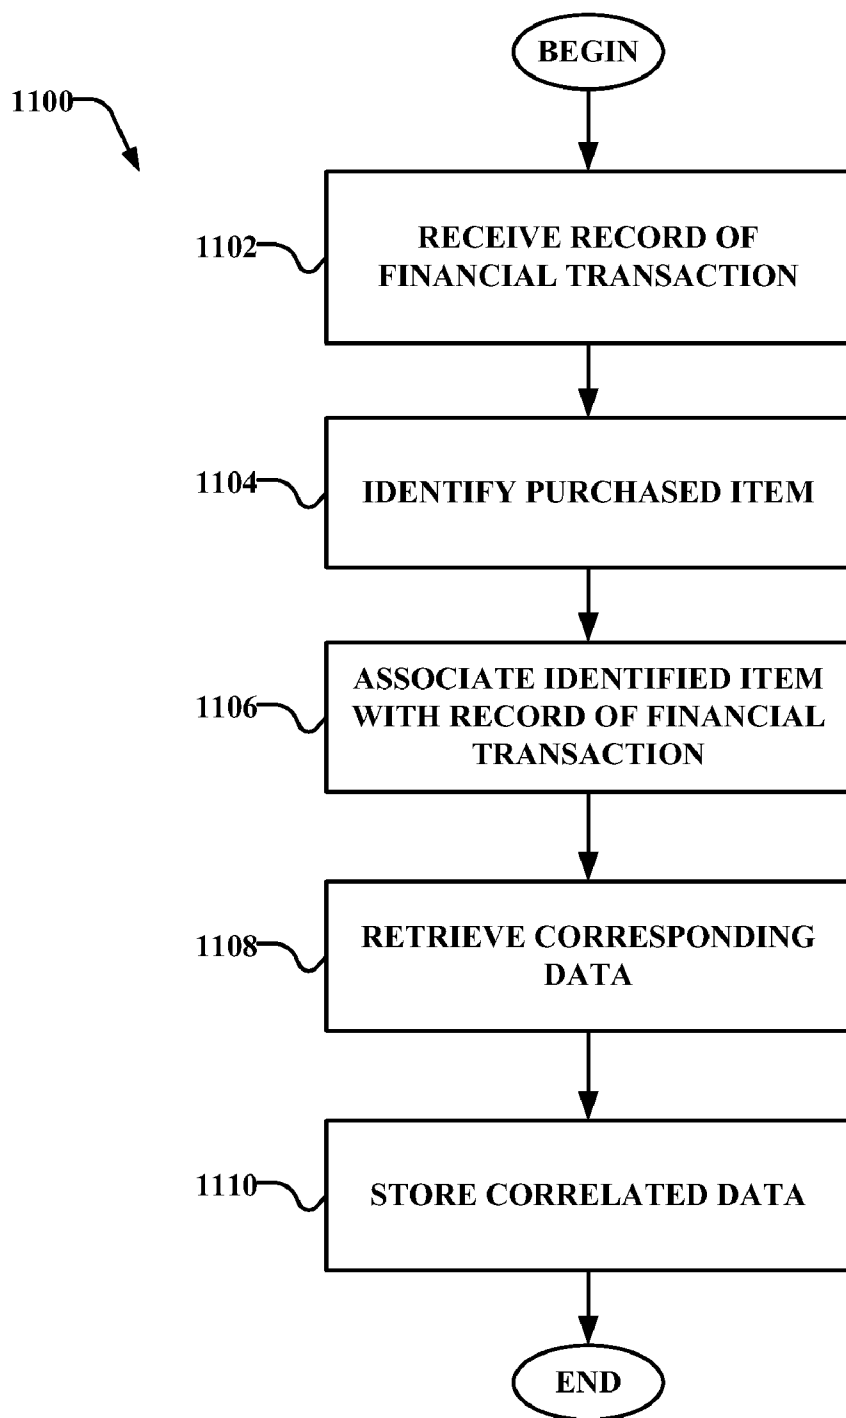 BEGIN
1100
1102
RECEIVE RECORD OF
FINANCIAL TRANSACTION
1104
IDENTIFY PURCHASED ITEM
1106
ASSOCIATE IDENTIFIED ITEM
WITH RECORD OF FINANCIAL
TRANSACTION
1108
RETRIEVE CORRESPONDING
DATA
1110
STORE CORRELATED DATA
END